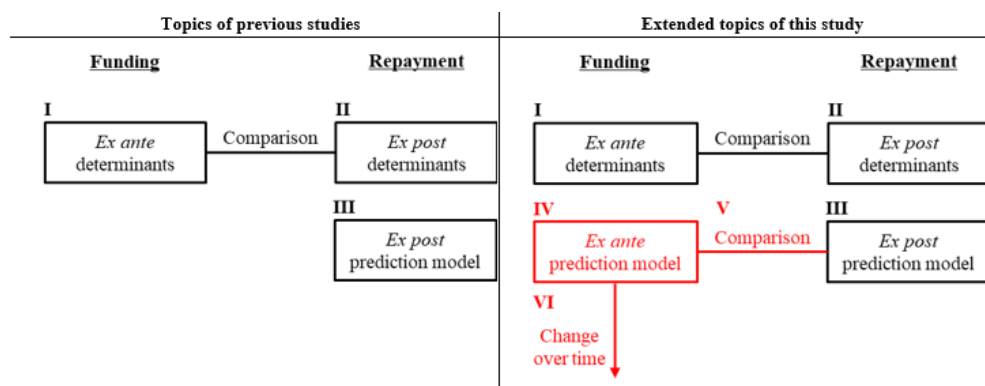 Topics of previous studies
Funding
Repayment
I
II
Ex ante
determinants
Comparison
Ex post
determinants
III
Ex post
prediction model
Extended topics of this study
Funding
Repayment
I
II
Ex ante
determinants
Comparison
Ex post
determinants
IV
V
III
Ex ante
prediction model
Comparison
Ex post
prediction model
VI
Change
over time